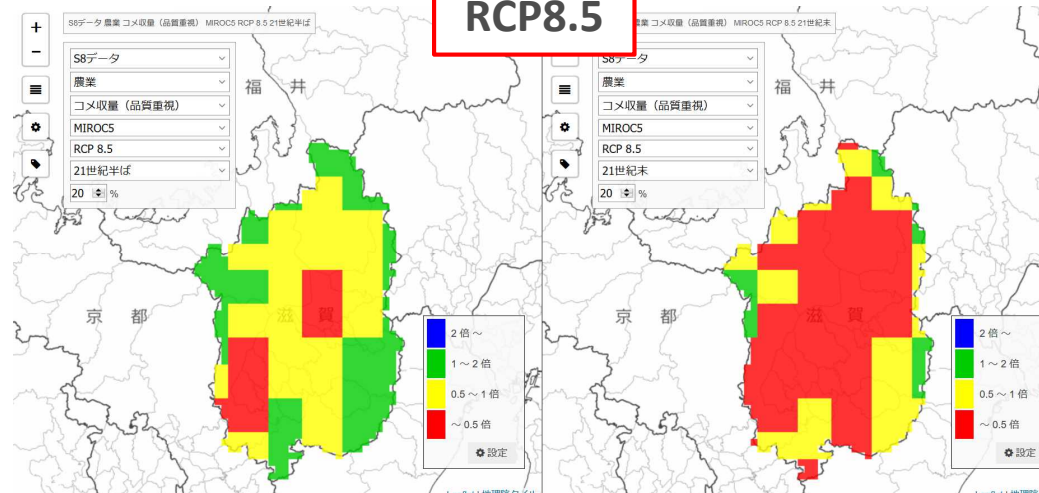 RCP8.5
+
−
S8データ 農業 コメ収量（品質重視） MIROC5 RCP 8.5 21世紀半ば
S8データ
農業
コメ収量（品質重視）
MIROC5
RCP 8.5
21世紀半ば
20 %
福 井
京 都
滋 賀
2 倍～
1～2 倍
0.5～1 倍
～0.5 倍
設定
農業 コメ収量（品質重視） MIROC5 RCP 8.5 21世紀末
S8データ
農業
コメ収量（品質重視）
MIROC5
RCP 8.5
21世紀末
20 %
福 井
京 都
滋 賀
2 倍～
1～2 倍
0.5～1 倍
～0.5 倍
設定